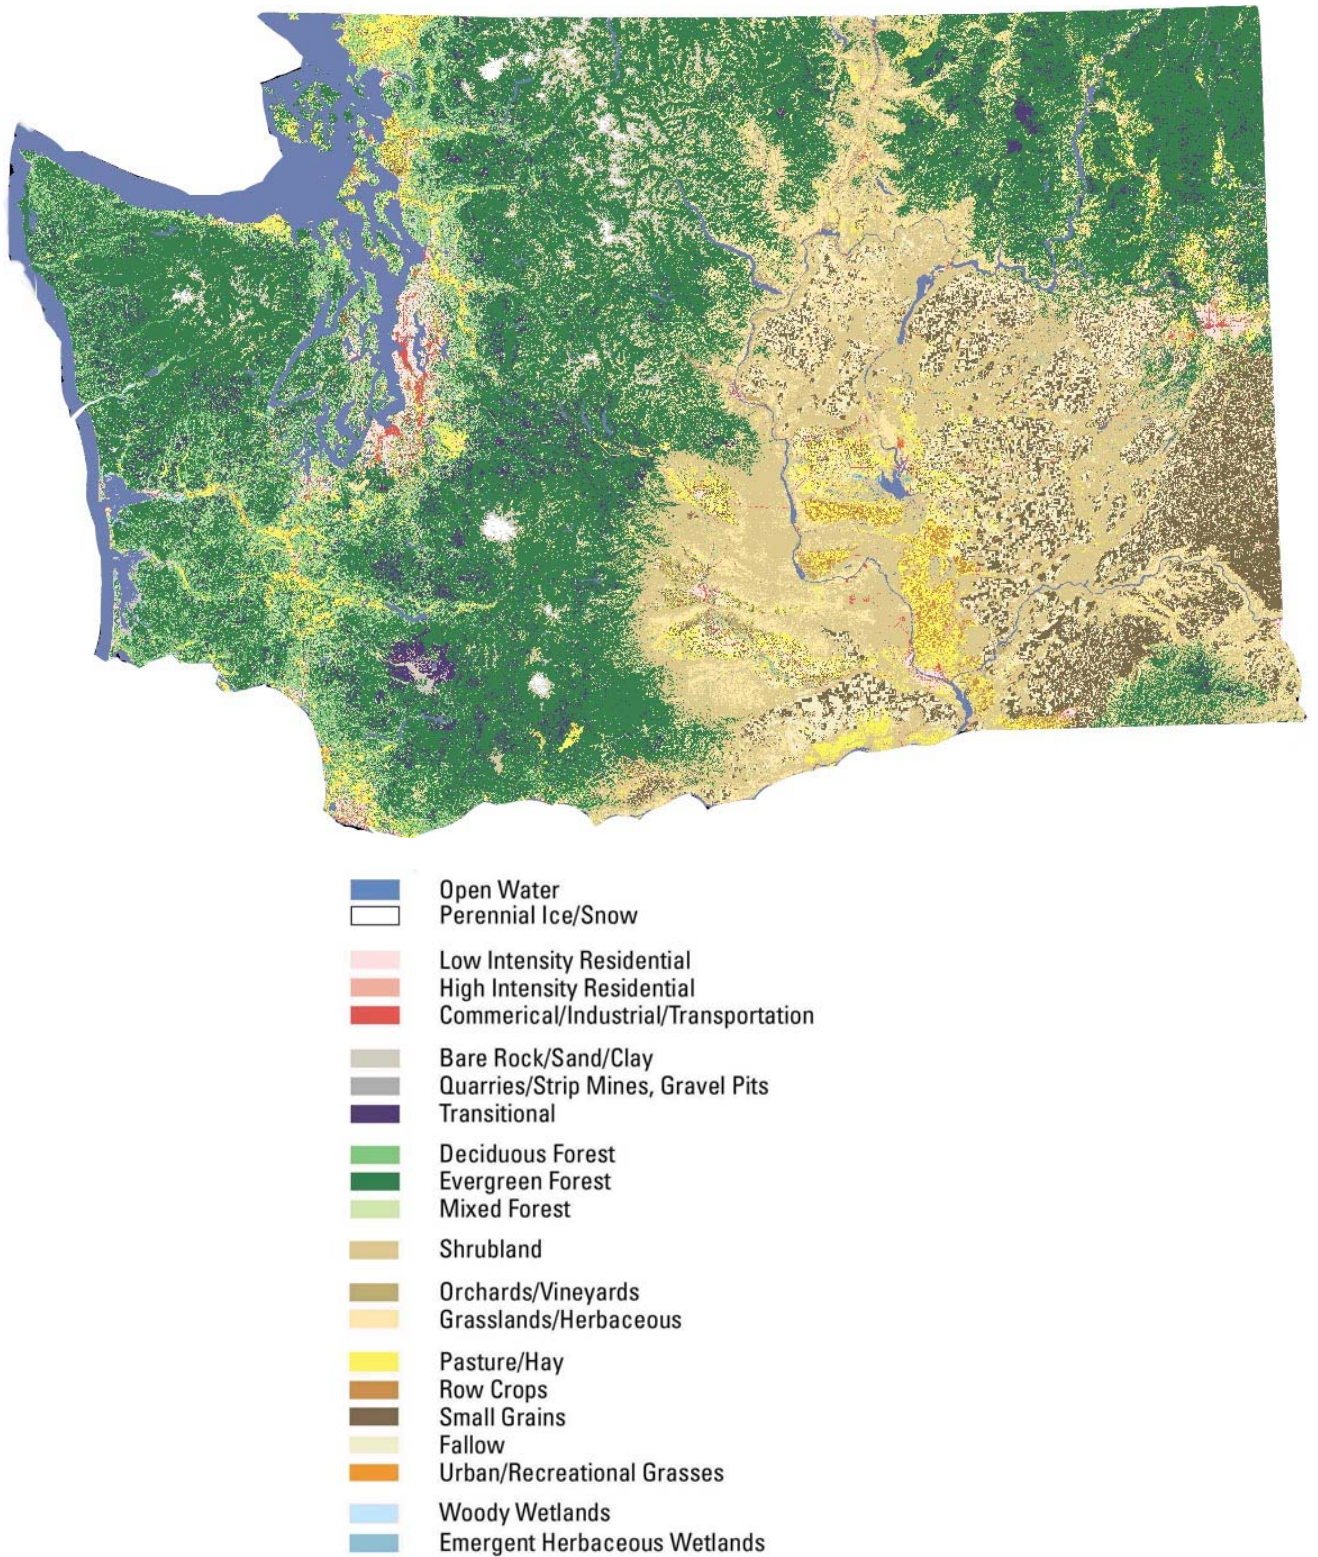 Open Water
Perennial Ice/Snow
Low Intensity Residential
High Intensity Residential
Commerical/Industrial/Transportation
Bare Rock/Sand/Clay
Quarries/Strip Mines, Gravel Pits
Transitional
Deciduous Forest
Evergreen Forest
Mixed Forest
Shrubland
Orchards/Vineyards
Grasslands/Herbaceous
Pasture/Hay
Row Crops
Small Grains
Fallow
Urban/Recreational Grasses
Woody Wetlands
Emergent Herbaceous Wetlands